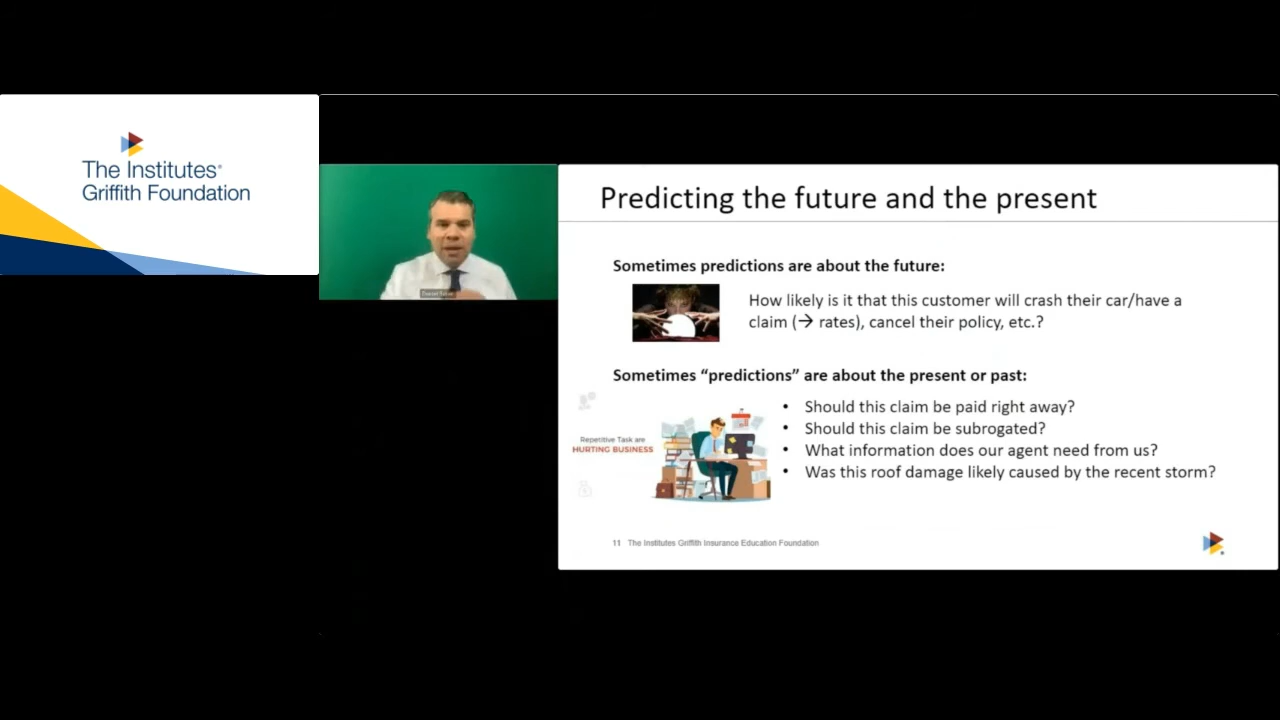 The Institutes®
Griffith Foundation
Predicting the future and the present
Sometimes predictions are about the future:
How likely is it that this customer will crash their car/have a
claim (→ rates), cancel their policy, etc.?
Sometimes “predictions” are about the present or past:
Repetitive Task are
HURTING BUSINESS
• Should this claim be paid right away?
• Should this claim be subrogated?
• What information does our agent need from us?
• Was this roof damage likely caused by the recent storm?
11 The Institutes Griffith Insurance Education Foundation